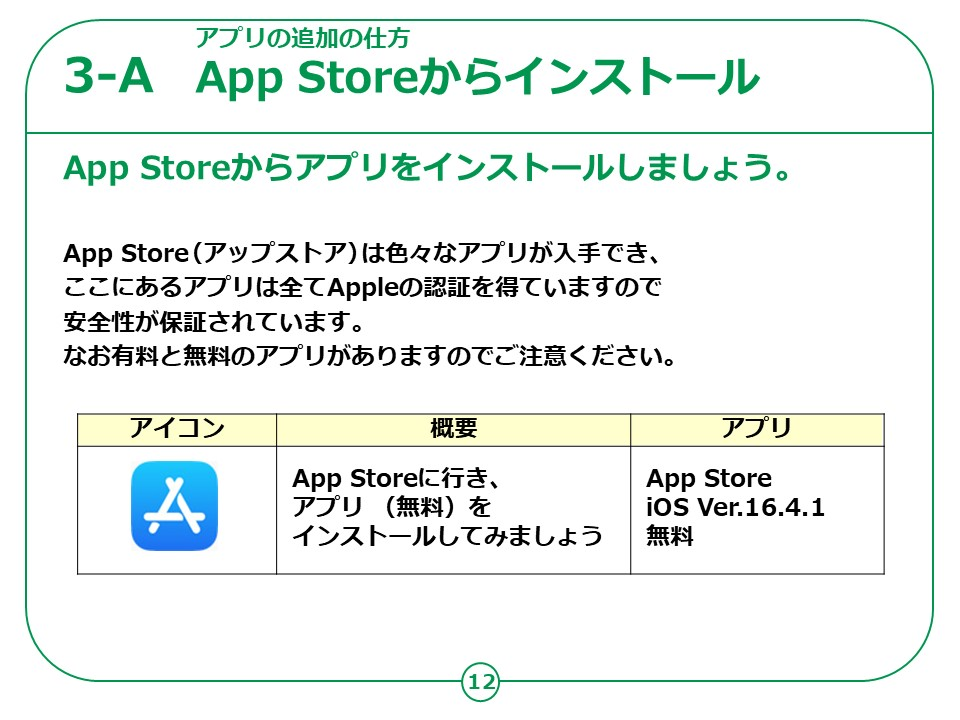 アプリの追加の仕方
3-A App Storeからインストール
App Storeからアプリをインストールしましょう。
App Store（アップストア）は色々なアプリが入手でき、
ここにあるアプリは全てAppleの認証を得ていますので
安全性が保証されています。
なお有料と無料のアプリがありますのでご注意ください。
アイコン 概要 アプリ
App Storeに行き、
アプリ （無料）を
インストールしてみましょう
App Store
iOS Ver.16.4.1
無料
12